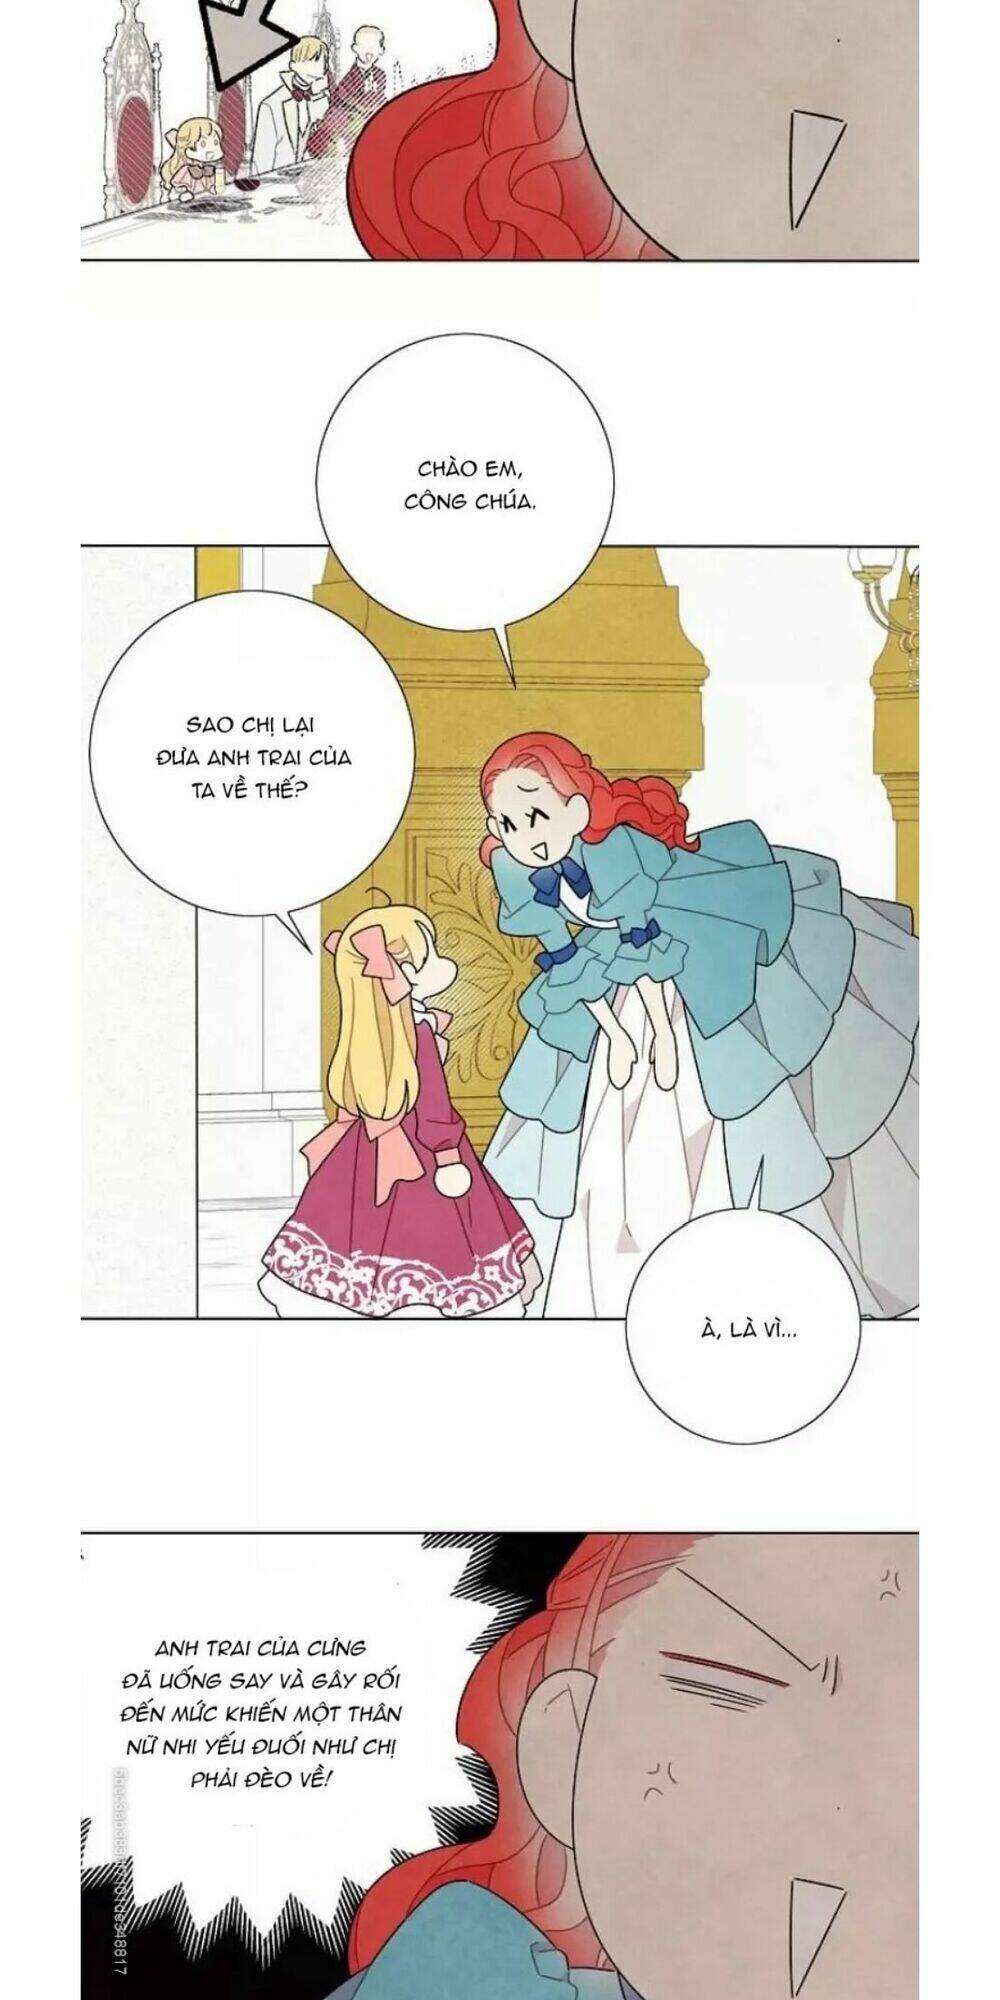 CHÀO EM,
CÔNG CHÚA.
SAO CHỊ LẠI
ĐƯA ANH TRAI CỦA
TA VỀ THẾ?
À, LÀ VÌ...
ANH TRAI CỦA CƯNG
ĐÃ UỐNG SAY VÀ GÂY RỐI
ĐẾN MỨC KHIẾN MỘT THÂN
NỮ NHI YẾU ĐUỐI NHƯ CHỊ
PHẢI ĐÈO VỀ!